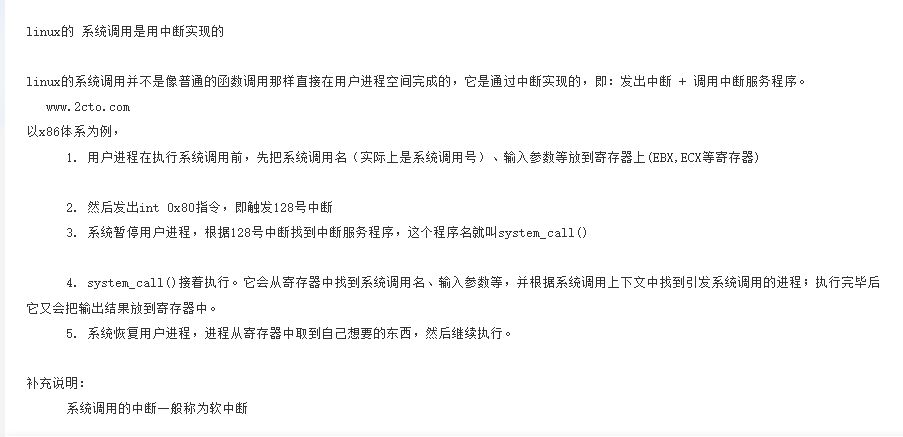 linux的 系统调用是用中断实现的
linux的系统调用并不是像普通的函数调用那样直接在用户进程空间完成的，它是通过中断实现的，即：发出中断 + 调用中断服务程序。
www.2cto.com
以x86体系为例，
1. 用户进程在执行系统调用前，先把系统调用名（实际上是系统调用号）、输入参数等放到寄存器上(EBX,ECX等寄存器)
2. 然后发出int 0x80指令，即触发128号中断
3. 系统暂停用户进程，根据128号中断找到中断服务程序，这个程序名就叫system_call()
4. system_call()接着执行。它会从寄存器中找到系统调用名、输入参数等，并根据系统调用上下文中找到引发系统调用的进程；执行完毕后
它又会把输出结果放到寄存器中。
5. 系统恢复用户进程，进程从寄存器中取到自己想要的东西，然后继续执行。
补充说明：
系统调用的中断一般称为软中断